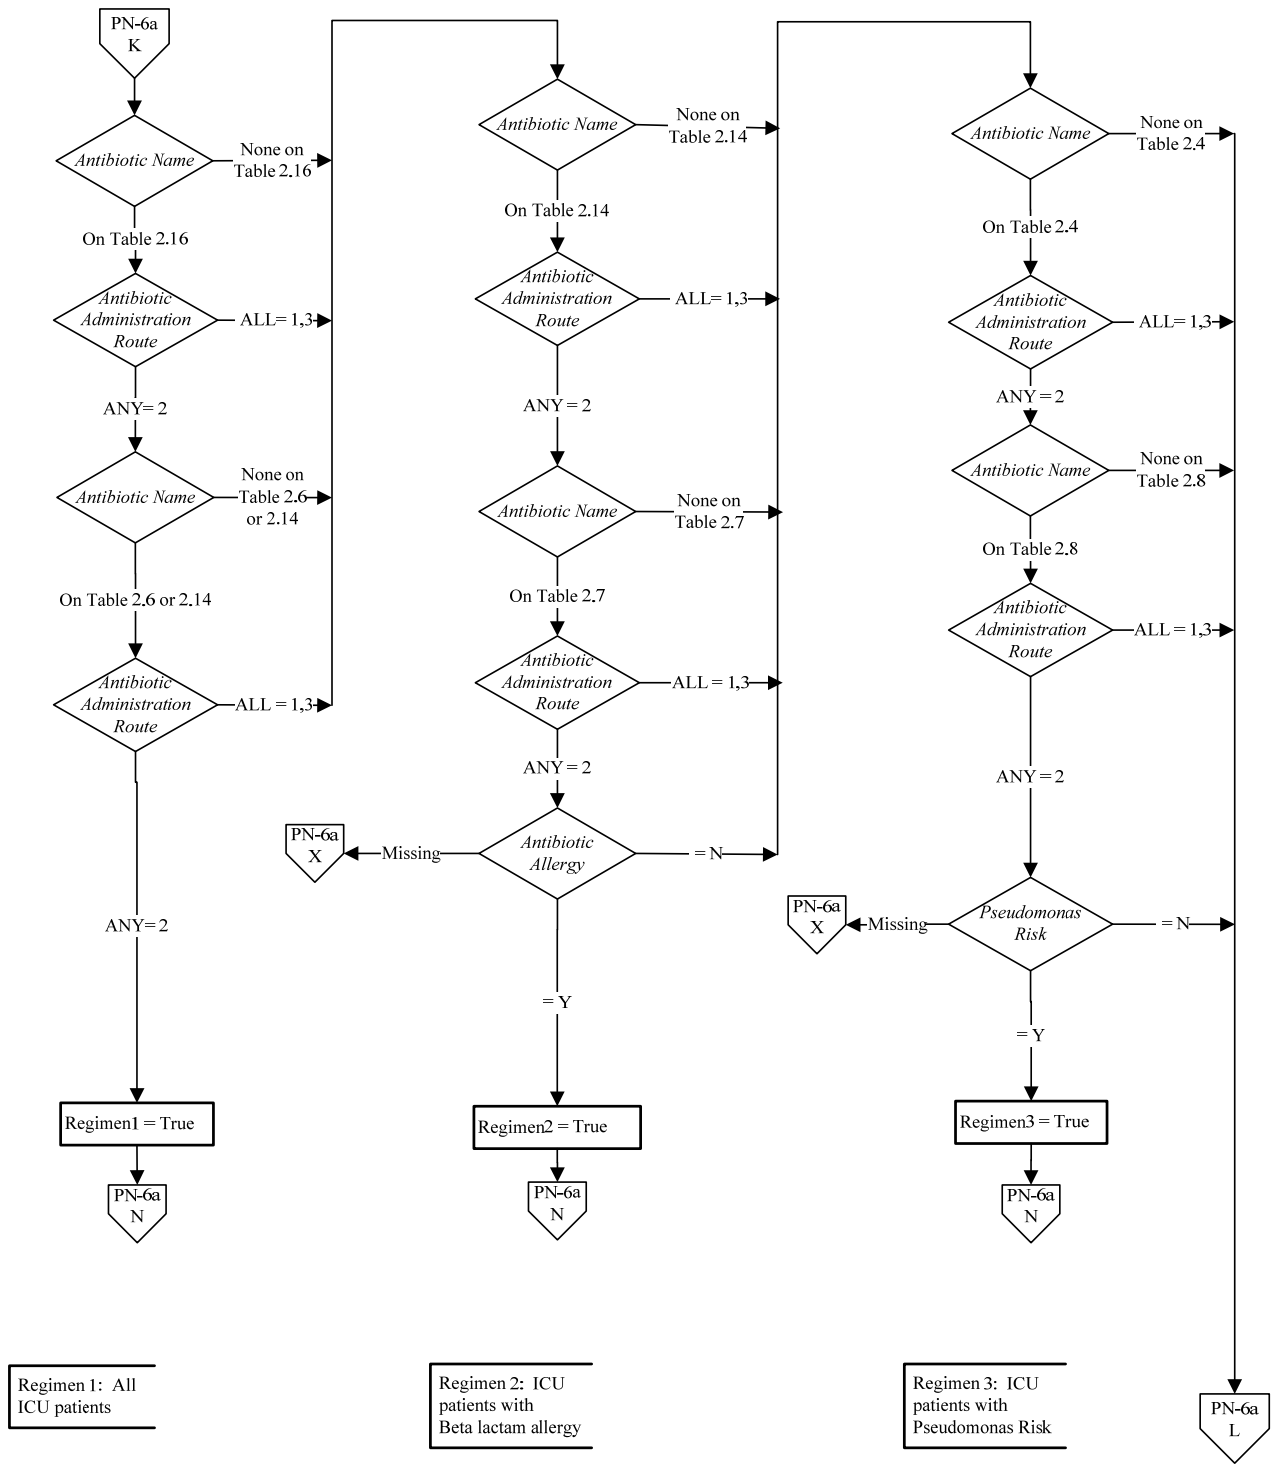 PN-6a
K
Antibiotic Name
None on
Table 2.16
On Table 2.16
Antibiotic
Administration
Route
ALL= 1,3
ANY= 2
Antibiotic Name
None on
Table 2.6
or 2.14
On Table 2.6 or 2.14
Antibiotic
Administration
Route
ALL = 1,3
ANY= 2
Regimen1 = True
PN-6a
N
Regimen 1: All
ICU patients
Antibiotic Name
None on
Table 2.14
On Table 2.14
Antibiotic
Administration
Route
ALL= 1,3
ANY = 2
Antibiotic Name
None on
Table 2.7
On Table 2.7
Antibiotic
Administration
Route
ALL = 1,3
ANY = 2
Antibiotic
Allergy
Missing
PN-6a
X
= N
= Y
Regimen2 = True
PN-6a
N
Regimen 2: ICU
patients with
Beta lactam allergy
Antibiotic Name
None on
Table 2.4
On Table 2.4
Antibiotic
Administration
Route
ALL= 1,3
ANY = 2
Antibiotic Name
None on
Table 2.8
On Table 2.8
Antibiotic
Administration
Route
ALL = 1,3
ANY = 2
Pseudomonas
Risk
Missing
PN-6a
X
= N
= Y
Regimen3 = True
PN-6a
N
Regimen 3: ICU
patients with
Pseudomonas Risk
PN-6a
L